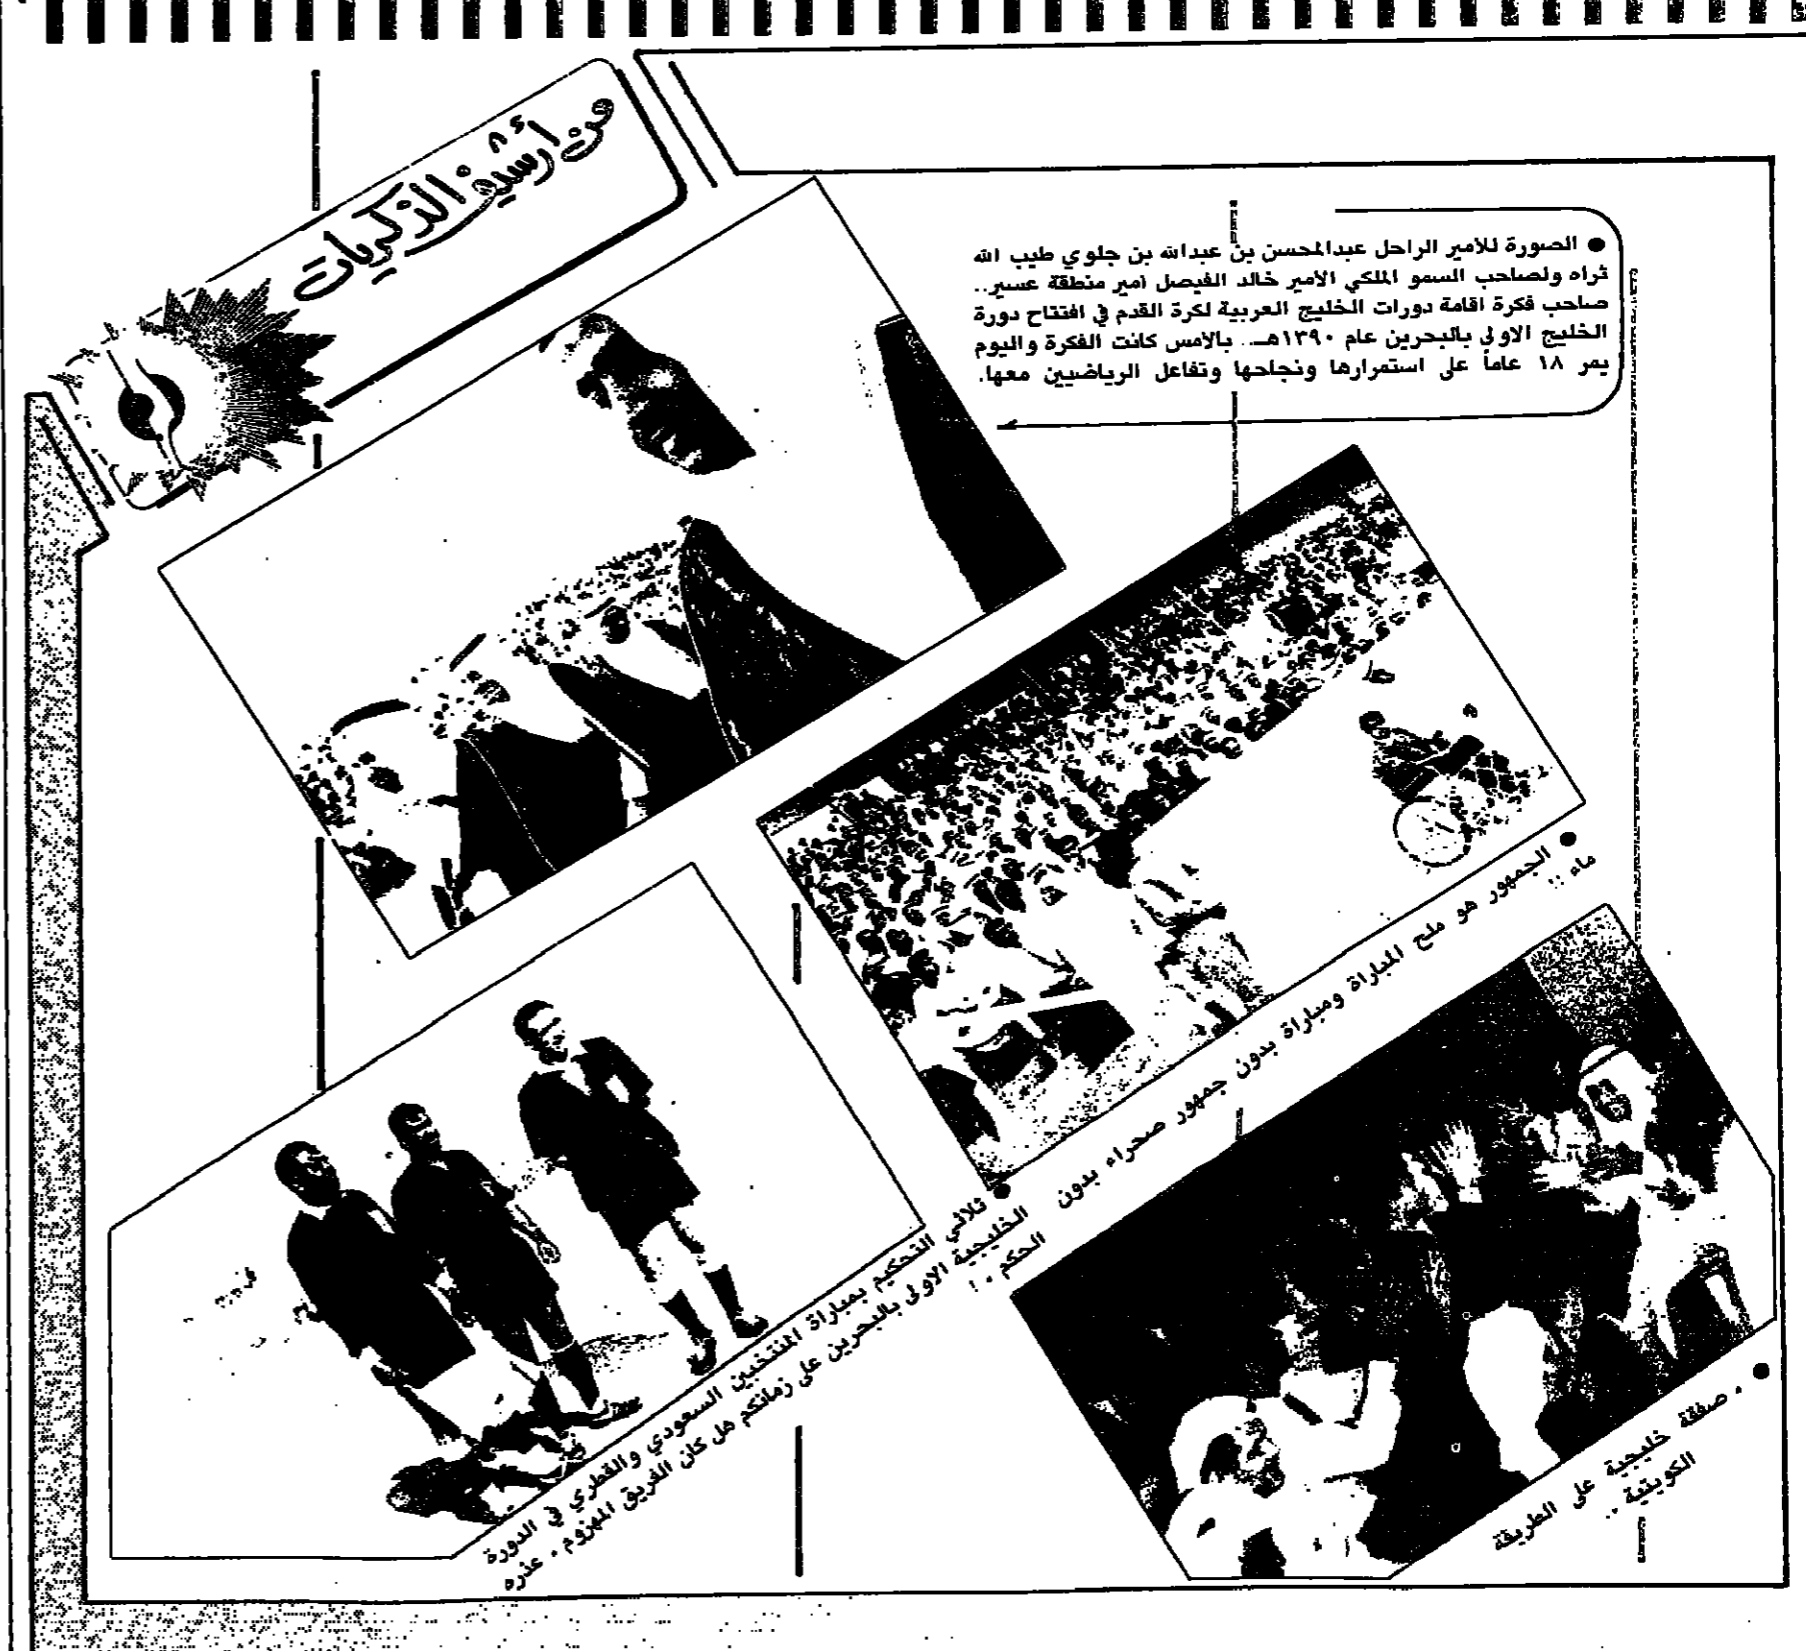 من أرشيف الذكريات
● الصورة للأمير الراحل عبدالمحسن بن عبدالله بن جلوي طيب الله
ثراه ولصاحب السمو الملكي الأمير خالد الفيصل أمير منطقة عسير..
صاحب فكرة اقامة دورات الخليج العربية لكرة القدم في افتتاح دورة
الخليج الاولى بالبحرين عام ١٣٩٠هـ.. بالأمس كانت الفكرة واليوم
يمر ١٨ عاماً على استمرارها ونجاحها وتفاعل الرياضيين معها.
● الجمهور هو ملح المباراة ومباراة بدون جمهور صحراء بدون
ماء !!
● ثلاثي التحكيم بمباراة المنتخبين السعودي والقطري في الدورة
الخليجية الاولى بالبحرين على زمانكم هل كان الفريق المهزوم . عذره
الحكم . !
● . صفقة خليجية على الطريقة
الكويتية ..